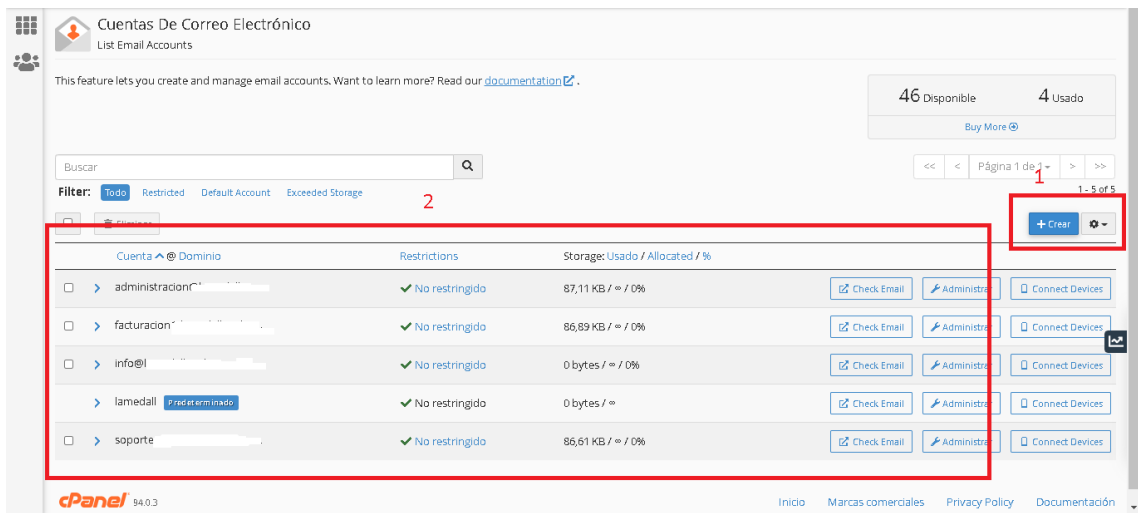 Cuentas De Correo Electrónico
List Email Accounts
This feature lets you create and manage email accounts. Want to learn more? Read our documentation .
46 Disponible 4 Usado
Buy More
Buscar
<< < Página 1 de 1 > >>
1
Filter: Todo Restricted Default Account Exceeded Storage
1 - 5 of 5
2
Eliminar
+ Crear
Cuenta @ Dominio Restrictions Storage: Usado / Allocated / %
administracion@ No restringido 87,11 KB / ∞ / 0% Check Email Administrar Connect Devices
facturacion No restringido 86,89 KB / ∞ / 0% Check Email Administrar Connect Devices
info@ No restringido 0 bytes / ∞ / 0% Check Email Administrar Connect Devices
lamedall Predeterminado No restringido 0 bytes / ∞ Check Email Administrar Connect Devices
soporte No restringido 86,61 KB / ∞ / 0% Check Email Administrar Connect Devices
cPanel 94.0.3 Inicio Marcas comerciales Privacy Policy Documentación